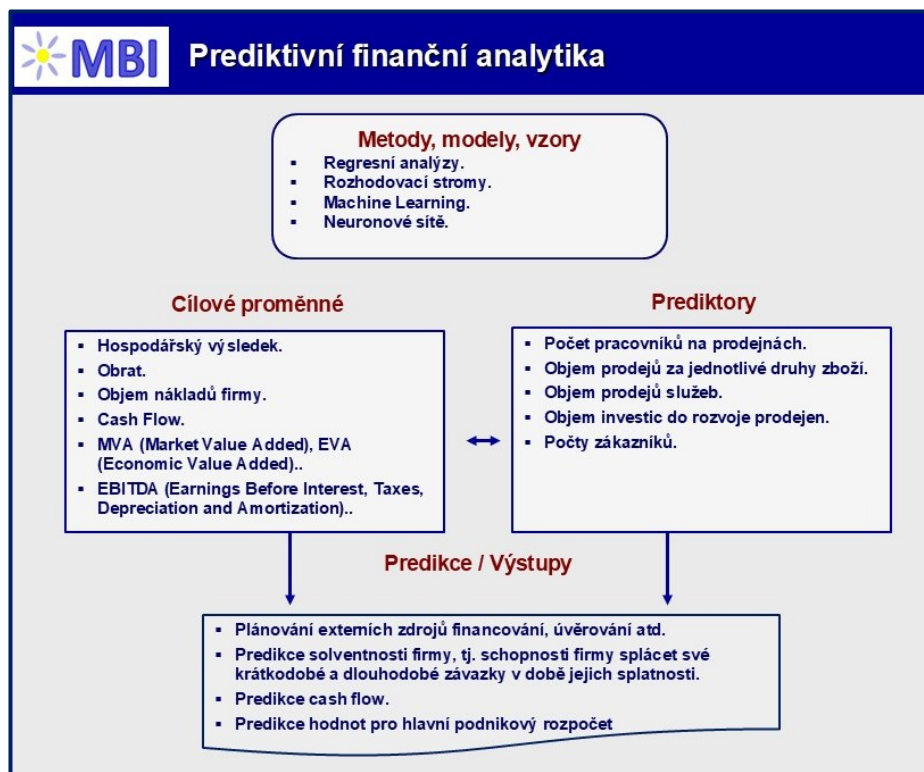 MBI
Prediktivní finanční analytika
Metody, modely, vzory
▪ Regresní analýzy.
▪ Rozhodovací stromy.
▪ Machine Learning.
▪ Neuronové sítě.
Cílové proměnné
▪ Hospodářský výsledek.
▪ Obrat.
▪ Objem nákladů firmy.
▪ Cash Flow.
▪ MVA (Market Value Added), EVA
(Economic Value Added)..
▪ EBITDA (Earnings Before Interest, Taxes,
Depreciation and Amortization)..
Prediktory
▪ Počet pracovníků na prodejnách.
▪ Objem prodejů za jednotlivé druhy zboží.
▪ Objem prodejů služeb.
▪ Objem investic do rozvoje prodejen.
▪ Počty zákazníků.
Predikce / Výstupy
▪ Plánování externích zdrojů financování, úvěrování atd.
▪ Predikce solventnosti firmy, tj. schopnosti firmy splácet své
krátkodobé a dlouhodobé závazky v době jejich splatnosti.
▪ Predikce cash flow.
▪ Predikce hodnot pro hlavní podnikový rozpočet